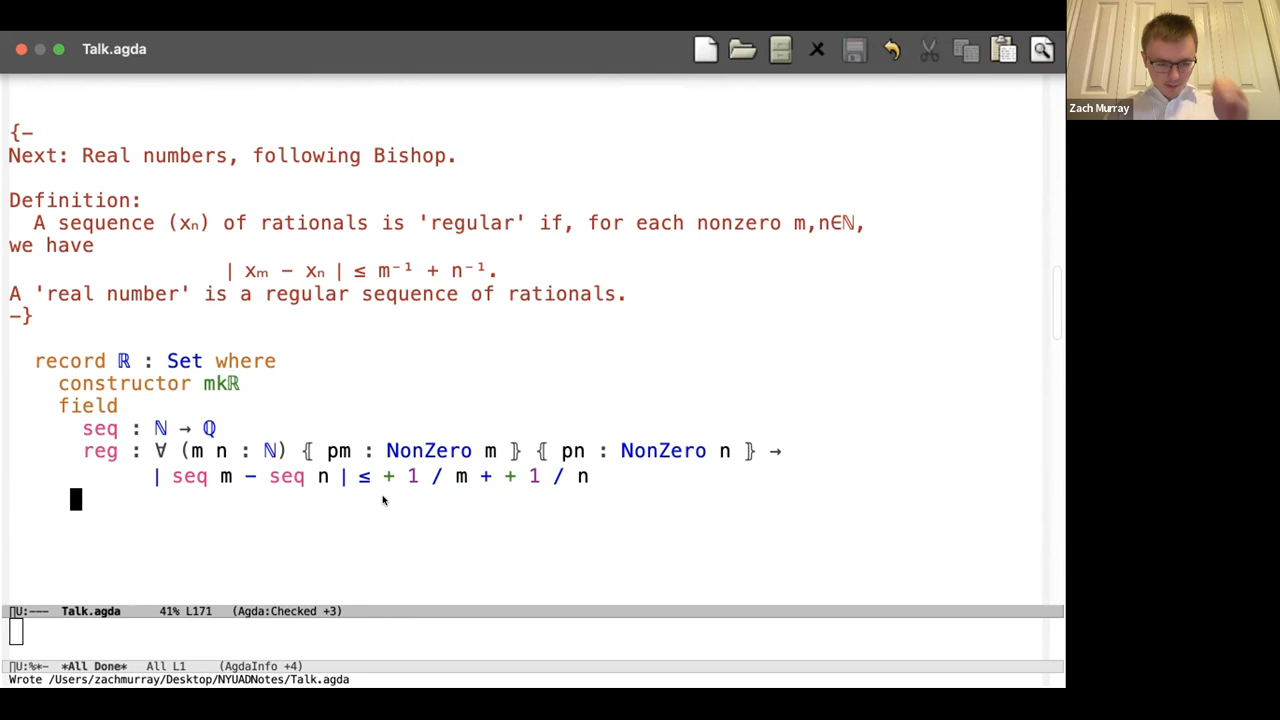 Talk.agda
Zach Murray
{-
Next: Real numbers, following Bishop.
Definition:
A sequence (xₙ) of rationals is 'regular' if, for each nonzero m,n∈ℕ,
we have
| xₘ - xₙ | ≤ m⁻¹ + n⁻¹.
A 'real number' is a regular sequence of rationals.
-}
record ℝ : Set where
constructor mkℝ
field
seq : ℕ → ℚ
reg : ∀ (m n : ℕ) ⦃ pm : NonZero m ⦄ ⦃ pn : NonZero n ⦄ →
| seq m - seq n | ≤ + 1 / m + + 1 / n
∏U:--- Talk.agda 41% L171 (Agda:Checked +3)
∏U:%*- *All Done* All L1 (AgdaInfo +4)
Wrote /Users/zachmurray/Desktop/NYUADNotes/Talk.agda